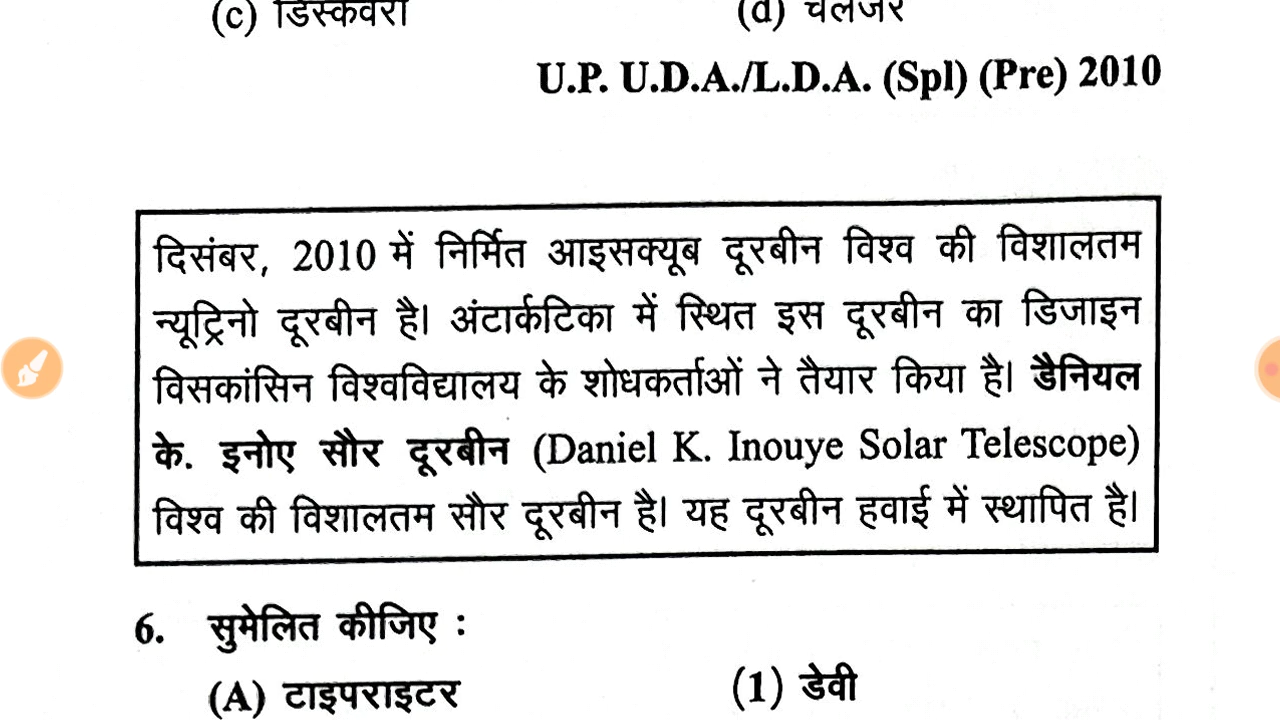 (c) डिस्कवरी
(d) चैलेंजर
U.P. U.D.A./L.D.A. (Spl) (Pre) 2010
दिसंबर, 2010 में निर्मित आइसक्यूब दूरबीन विश्व की विशालतम
न्यूट्रिनो दूरबीन है। अंटार्कटिका में स्थित इस दूरबीन का डिजाइन
विसकांसिन विश्वविद्यालय के शोधकर्ताओं ने तैयार किया है। डैनियल
के. इनोए सौर दूरबीन (Daniel K. Inouye Solar Telescope)
विश्व की विशालतम सौर दूरबीन है। यह दूरबीन हवाई में स्थापित है।
6. सुमेलित कीजिए :
(A) टाइपराइटर
(1) डेवी